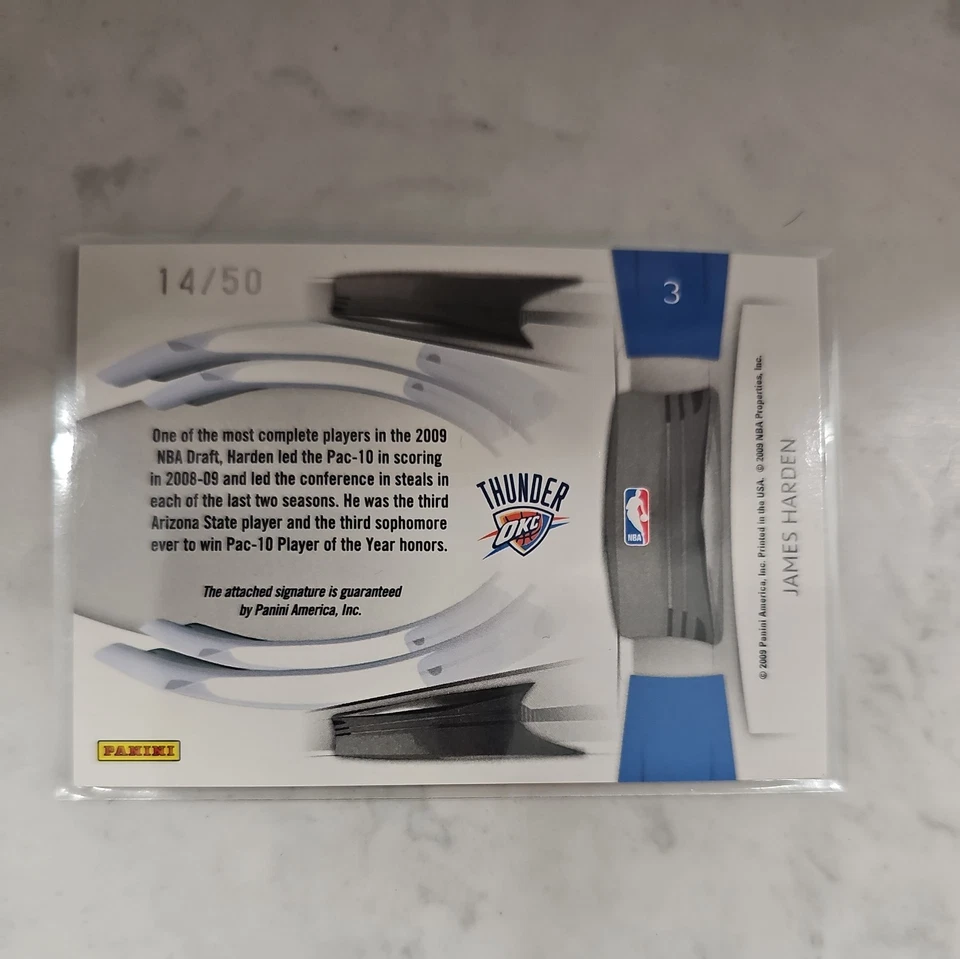 14/50
3
One of the most complete players in the 2009
NBA Draft, Harden led the Pac-10 in scoring
in 2008-09 and led the conference in steals in
each of the last two seasons. He was the third
Arizona State player and the third sophomore
ever to win Pac-10 Player of the Year honors.
The attached signature is guaranteed
by Panini America, Inc.
THUNDER
OKC
NBA
© 2009 Panini America, Inc. Printed in the USA. © 2009 NBA Properties, Inc.
JAMES HARDEN
PANINI